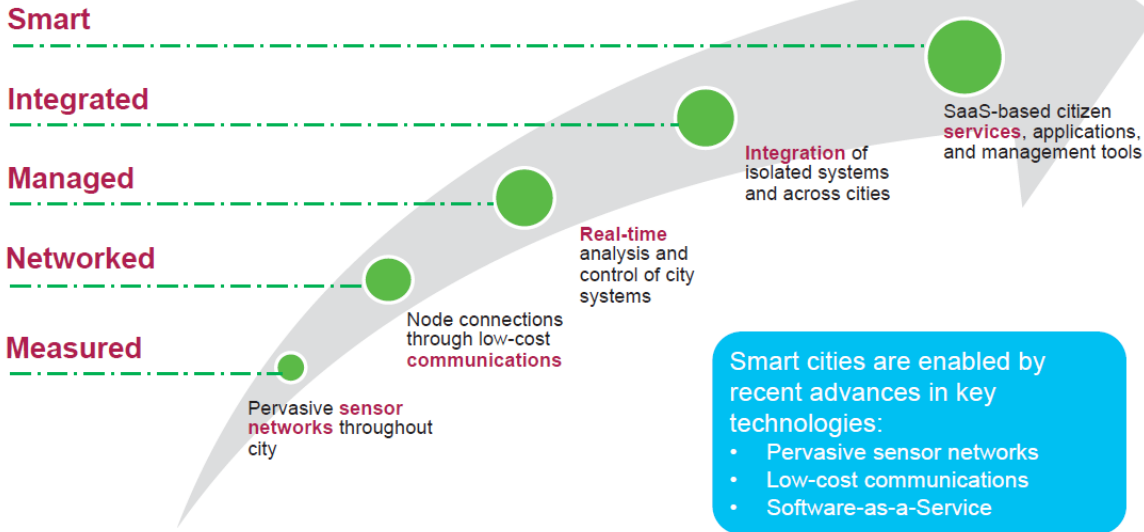 Smart
Integrated
Managed
Networked
Measured
SaaS-based citizen
services, applications,
and management tools
Integration of
isolated systems
and across cities
Real-time
analysis and
control of city
systems
Node connections
through low-cost
communications
Pervasive sensor
networks throughout
city
Smart cities are enabled by
recent advances in key
technologies:
• Pervasive sensor networks
• Low-cost communications
• Software-as-a-Service